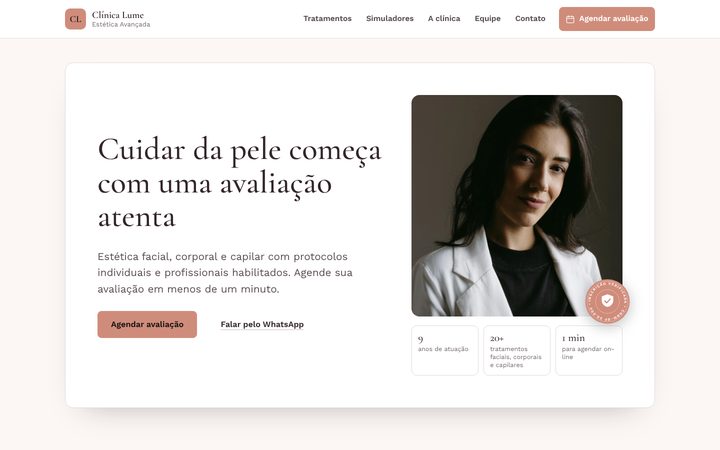 CL
Clínica Lume
Estética Avançada
Tratamentos
Simuladores
A clínica
Equipe
Contato
Agendar avaliação
Cuidar da pele começa
com uma avaliação
atenta
Estética facial, corporal e capilar com protocolos
individuais e profissionais habilitados. Agende sua
avaliação em menos de um minuto.
Agendar avaliação
Falar pelo WhatsApp
9
anos de atuação
20+
tratamentos
faciais, corporais
e capilares
1 min
para agendar on-
line